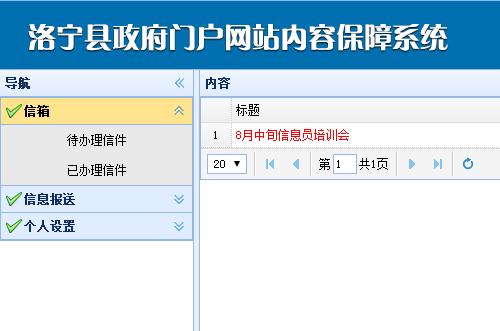 洛宁县政府门户网站内容保障系统
导航
内容
信箱
标题
待办理信件
1 8月中旬信息员培训会
已办理信件
20 第 1 共1页
信息报送
个人设置